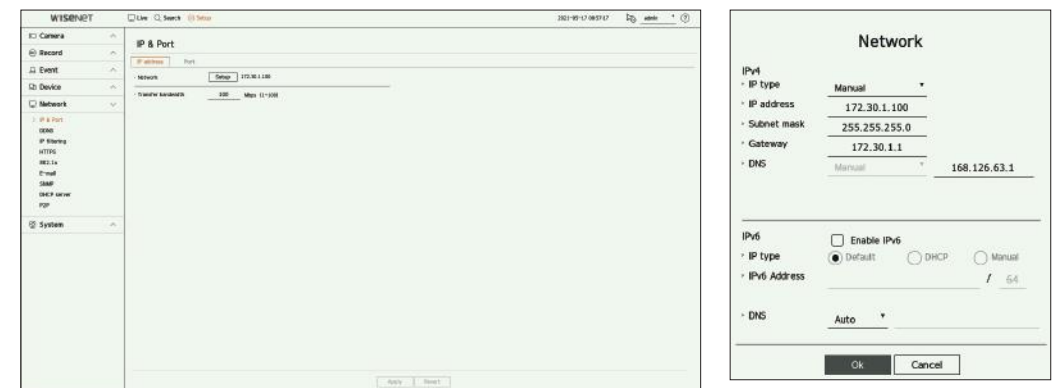 WISENET
Live Search Setup
2021-05-17 08:57:17 admin
Camera
Record
Event
Device
Network
IP & Port
DDNS
IP filtering
HTTPS
802.1x
E-mail
SNMP
DHCP server
P2P
System
IP & Port
IP address Port
Network Setup 172.30.1.100
Transfer bandwidth 100 Mbps (1~100)
Apply Revert
Network
IPv4
IP type Manual
IP address 172.30.1.100
Subnet mask 255.255.255.0
Gateway 172.30.1.1
DNS Manual 168.126.63.1
IPv6 Enable IPv6
IP type Default DHCP Manual
IPv6 Address / 64
DNS Auto
Ok Cancel